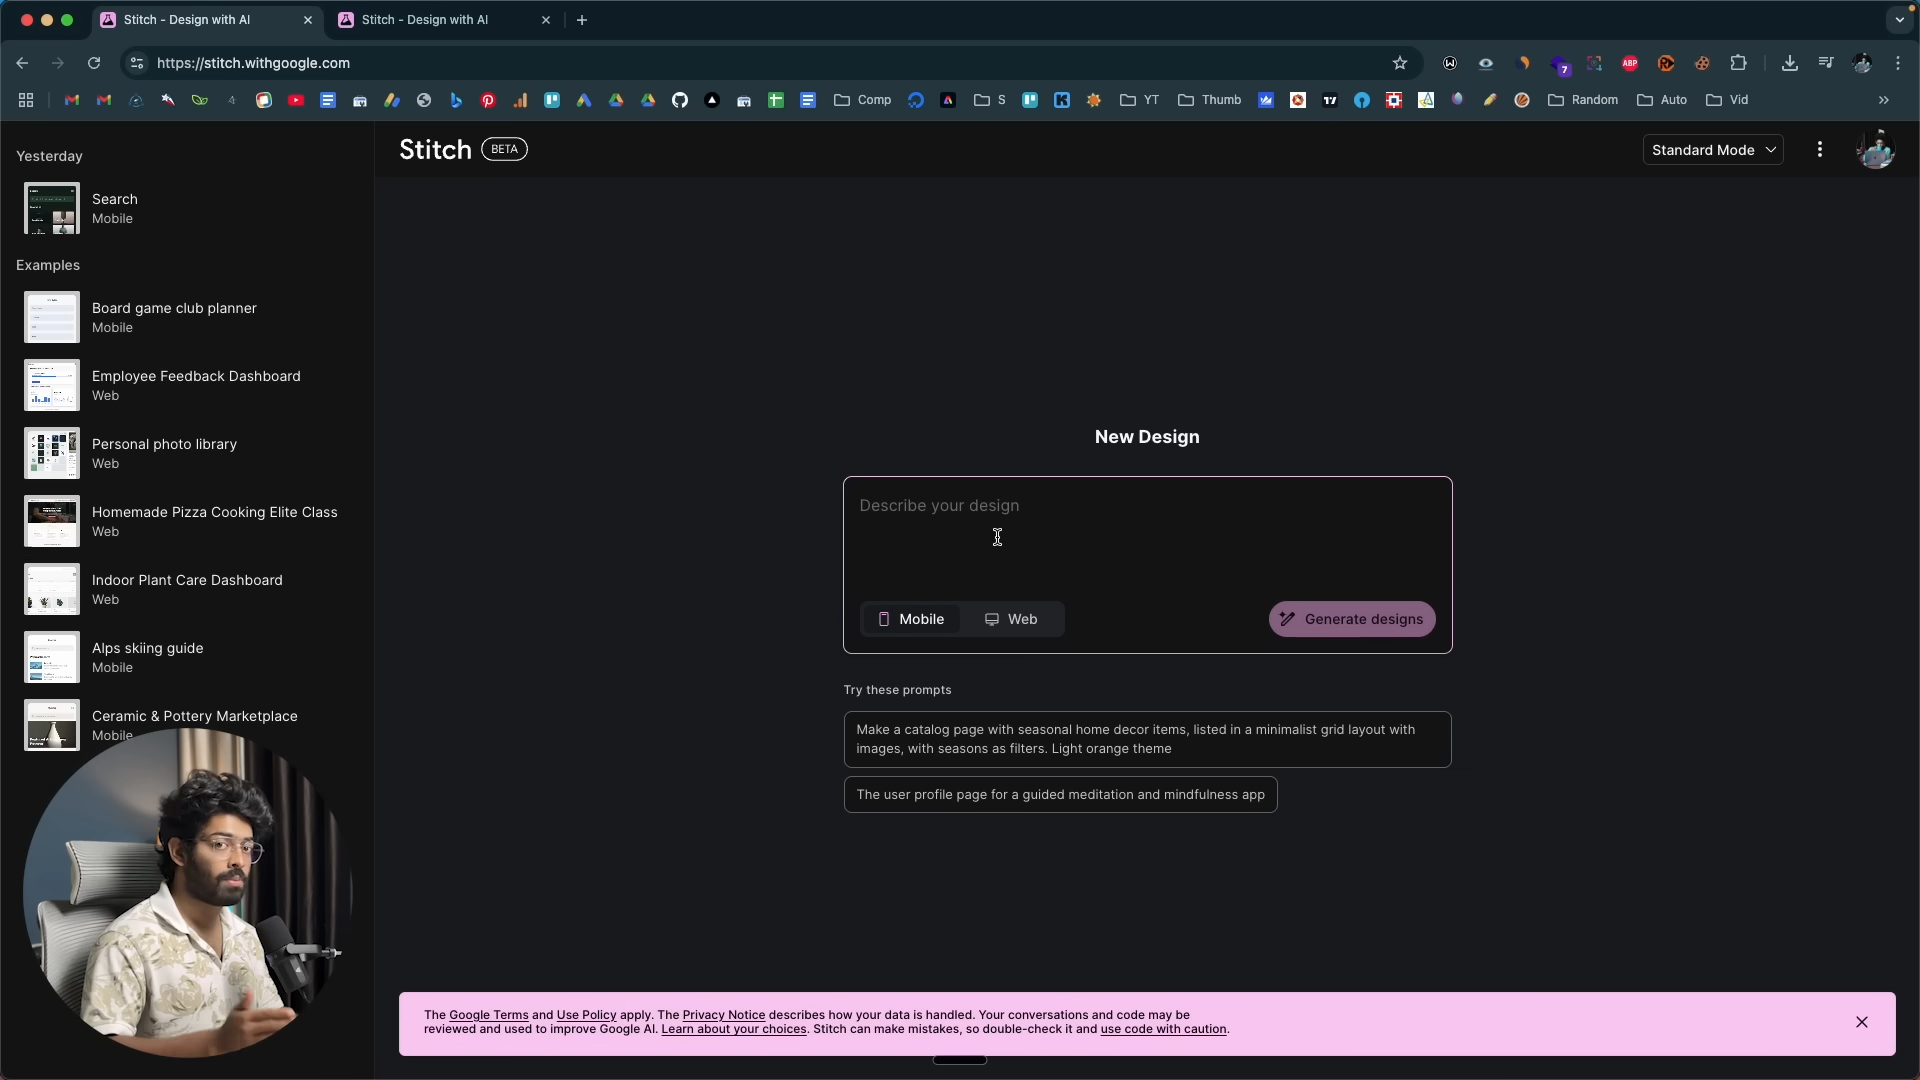 Stitch - Design with AI
Stitch - Design with AI
https://stitch.withgoogle.com
7
ABP
Comp
S
YT
Thumb
Random
Auto
Vid
Yesterday
Search
Mobile
Examples
Board game club planner
Mobile
Employee Feedback Dashboard
Web
Personal photo library
Web
Homemade Pizza Cooking Elite Class
Web
Indoor Plant Care Dashboard
Web
Alps skiing guide
Mobile
Ceramic & Pottery Marketplace
Mobile
Stitch BETA
Standard Mode
New Design
Describe your design
Mobile
Web
Generate designs
Try these prompts
Make a catalog page with seasonal home decor items, listed in a minimalist grid layout with
images, with seasons as filters. Light orange theme
The user profile page for a guided meditation and mindfulness app
The Google Terms and Use Policy apply. The Privacy Notice describes how your data is handled. Your conversations and code may be
reviewed and used to improve Google AI. Learn about your choices. Stitch can make mistakes, so double-check it and use code with caution.